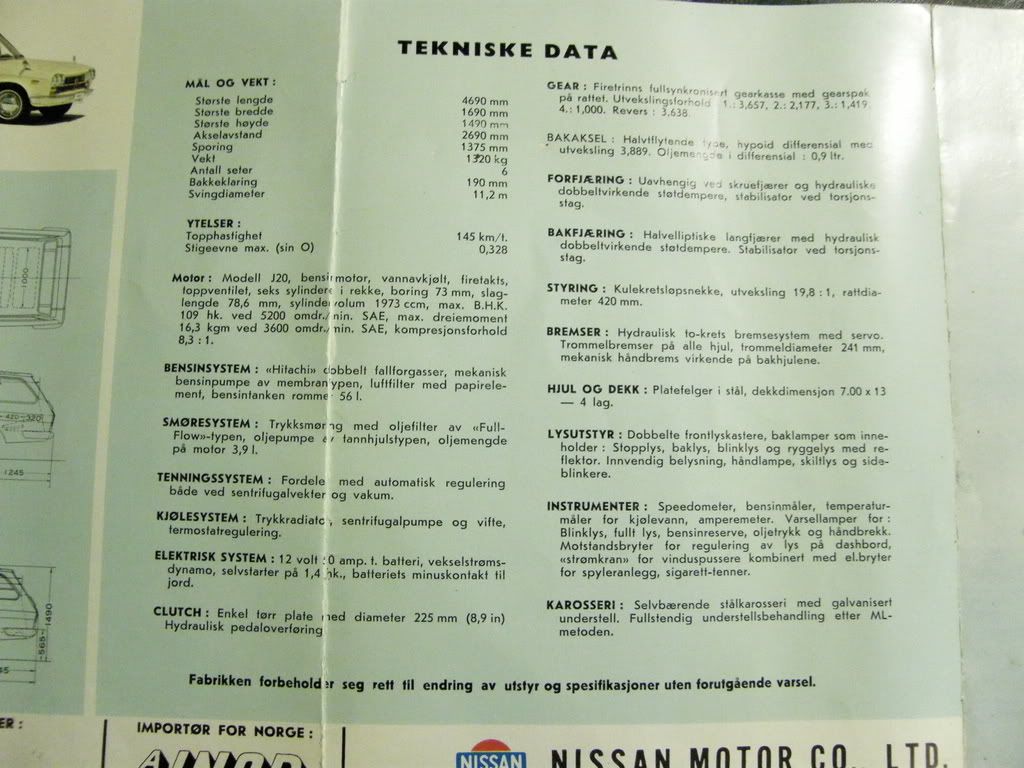 TEKNISKE DATA
MÅL OG VEKT :
Største lengde 4690 mm
Største bredde 1690 mm
Største høyde 1490 mm
Akselavstand 2690 mm
Sporing 1375 mm
Vekt 1320 kg
Antall seter 6
Bakkeklaring 190 mm
Svingdiameter 11,2 m
YTELSER :
Topphastighet 145 km/t.
Stigeevne max. (sin O) 0,328
Motor : Modell J20, bensinmotor, vannavkjølt, firetakts,
toppventilet, seks sylindere i rekke, boring 73 mm, slag-
lengde 78,6 mm, sylindervolum 1973 ccm, max. B.H.K.
109 hk. ved 5200 omdr./min. SAE, max. dreiemoment
16,3 kgm ved 3600 omdr./min. SAE, kompresjonsforhold
8,3 : 1.
BENSINSYSTEM : «Hitachi» dobbelt fallforgasser, mekanisk
bensinpumpe av membrantypen, luftfilter med papirele-
ment, bensintanken rommer 56 l.
SMØRESYSTEM : Trykksmøring med oljefilter av «Full-
Flow»-typen, oljepumpe av tannhjulstypen, oljemengde
på motor 3,9 l.
TENNINGSSYSTEM : Fordeler med automatisk regulering
både ved sentrifugalvekter og vakum.
KJØLESYSTEM : Trykkradiator, sentrifugalpumpe og vifte,
termostatregulering.
ELEKTRISK SYSTEM : 12 volt amp. t. batteri, vekselstrøms-
dynamo, selvstarter på 1,4 hk., batteriets minuskontakt til
jord.
CLUTCH : Enkel tørr plate med diameter 225 mm (8,9 in)
Hydraulisk pedaloverføring
GEAR : Firetrinns fullsynkronisert gearkasse med gearspak
på rattet. Utvekslingsforhold 1.: 3,657, 2.: 2,177, 3.: 1,419
4.: 1,000. Revers : 3.638.
BAKAKSEL : Halvtflytende type, hypoid differensial med
utveksling 3,889. Oljemengde i differensial : 0,9 ltr.
FORFJÆRING : Uavhengig ved skruefjærer og hydrauliske
dobbeltvirkende støtdempere, stabilisator ved torsjons-
stag.
BAKFJÆRING : Halvelliptiske langfjærer med hydraulisk
dobbeltvirkende støtdempere. Stabilisator ved torsjons-
stag.
STYRING : Kulekretsløpsnekke, utveksling 19,8 : 1, rattdia-
meter 420 mm.
BREMSER : Hydraulisk to-krets bremsesystem med servo.
Trommelbremser på alle hjul, trommeldiameter 241 mm,
mekanisk håndbrems virkende på bakhjulene.
HJUL OG DEKK : Platefelger i stål, dekkdimensjon 7.00 x 13
— 4 lag.
LYSUTSTYR : Dobbelte frontlyskastere, baklamper som inne-
holder : Stopplys, baklys, blinklys og ryggelys med re-
flektor. Innvendig belysning, håndlampe, skiltlys og side-
blinkere.
INSTRUMENTER : Speedometer, bensinmåler, temperatur-
måler for kjølevann, amperemeter. Varsellamper for :
Blinklys, fullt lys, bensinreserve, oljetrykk og håndbrekk.
Motstandsbryter for regulering av lys på dashbord,
«strømkran» for vinduspussere kombinert med el.bryter
for spyleranlegg, sigarett-tenner.
KAROSSERI : Selvbærende stålkarosseri med galvanisert
understell. Fullstendig understellsbehandling etter ML-
metoden.
Fabrikken forbeholder seg rett til endring av utstyr og spesifikasjoner uten forutgående varsel.
1000
420-320
1245
1490
565
ER :
IMPORTØR FOR NORGE :
NISSAN
NISSAN MOTOR CO., LTD.